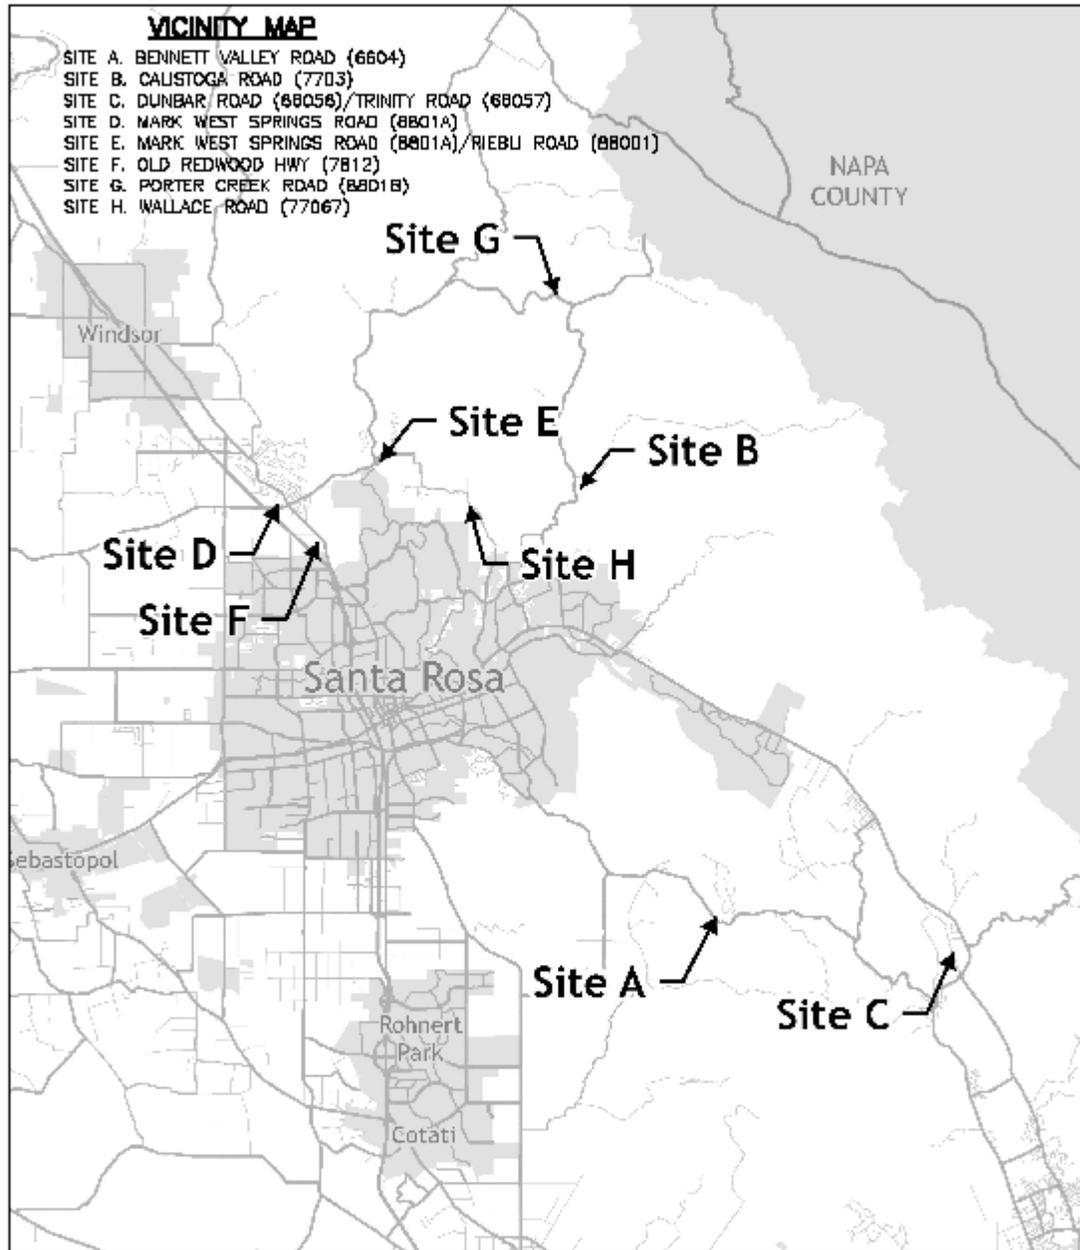 VICINITY MAP
SITE A. BENNETT VALLEY ROAD (6604)
SITE B. CALISTOGA ROAD (7703)
SITE C. DUNBAR ROAD (68056)/TRINITY ROAD (68057)
SITE D. MARK WEST SPRINGS ROAD (8801A)
SITE E. MARK WEST SPRINGS ROAD (8801A)/RIEBLI ROAD (88001)
SITE F. OLD REDWOOD HWY (7812)
SITE G. PORTER CREEK ROAD (8801B)
SITE H. WALLACE ROAD (77067)
NAPA
COUNTY
Site G
Windsor
Site E
Site B
Site D
Site H
Site F
Santa Rosa
Sebastopol
Site A
Site C
Rohnert
Park
Cotati